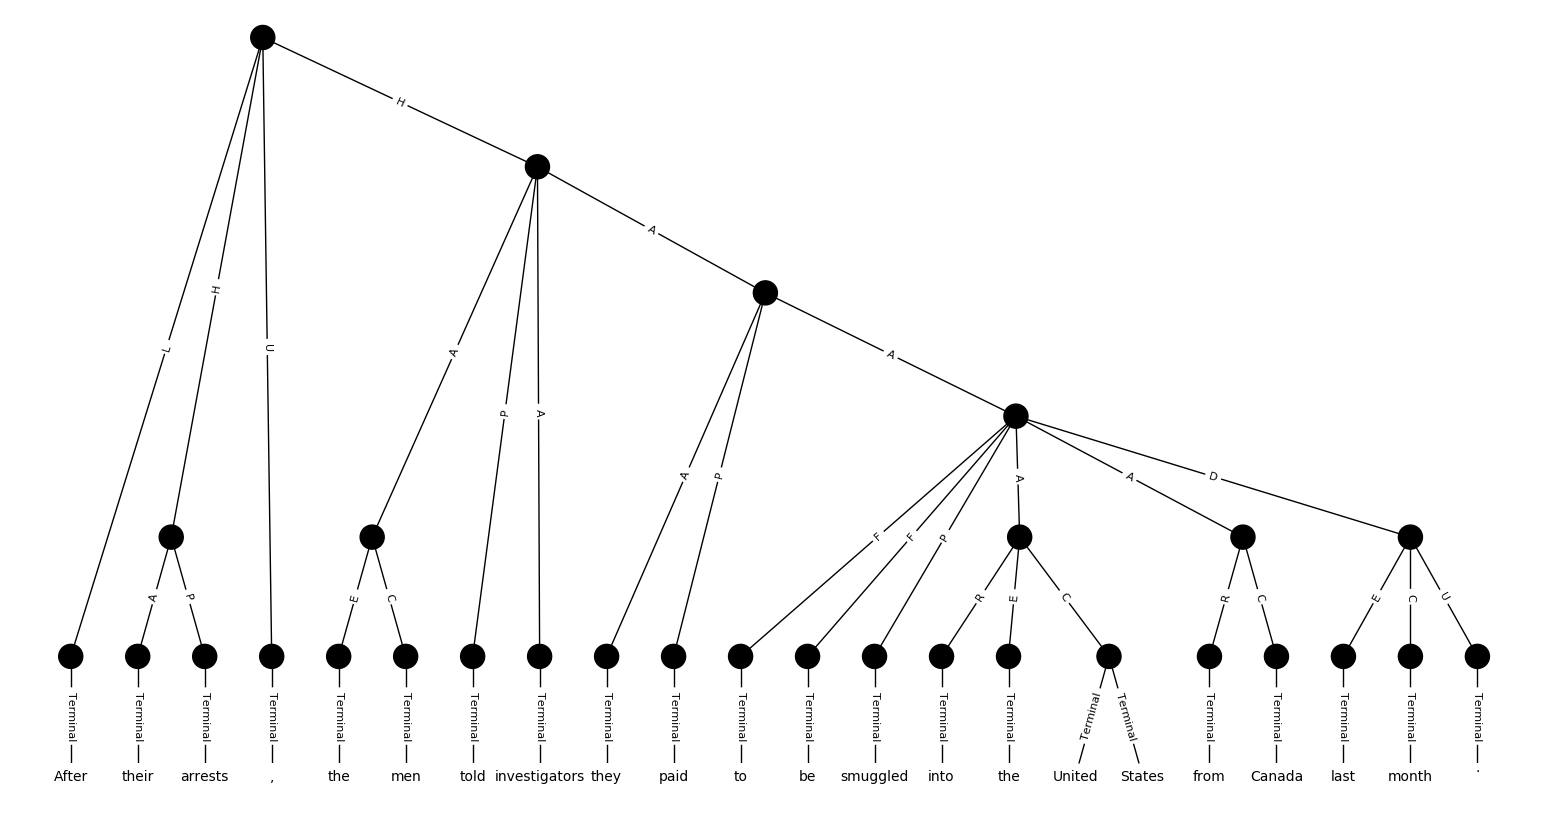 H
A
A
H
L
U
A
A
P
A
A
P
A
A
D
F
F
P
A
P
E
C
R
E
C
R
C
E
C
U
Terminal Terminal Terminal Terminal Terminal Terminal Terminal Terminal Terminal Terminal Terminal Terminal Terminal Terminal Terminal Terminal Terminal Terminal Terminal Terminal Terminal Terminal
After their arrests , the men told investigators they paid to be smuggled into the United States from Canada last month .